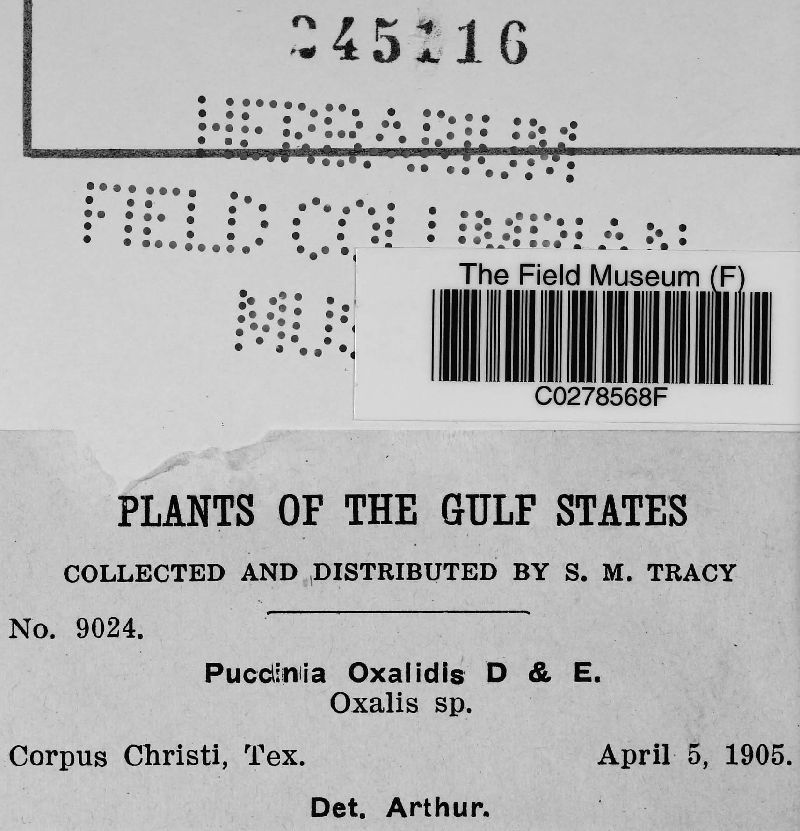 245116
HERBARIUM
FIELD COLUMBIAN
The Field Museum (F)
C0278568F
PLANTS OF THE GULF STATES
COLLECTED AND DISTRIBUTED BY S. M. TRACY
No. 9024.
Puccinia Oxalidis D & E.
Oxalis sp.
Corpus Christi, Tex. April 5, 1905.
Det. Arthur.